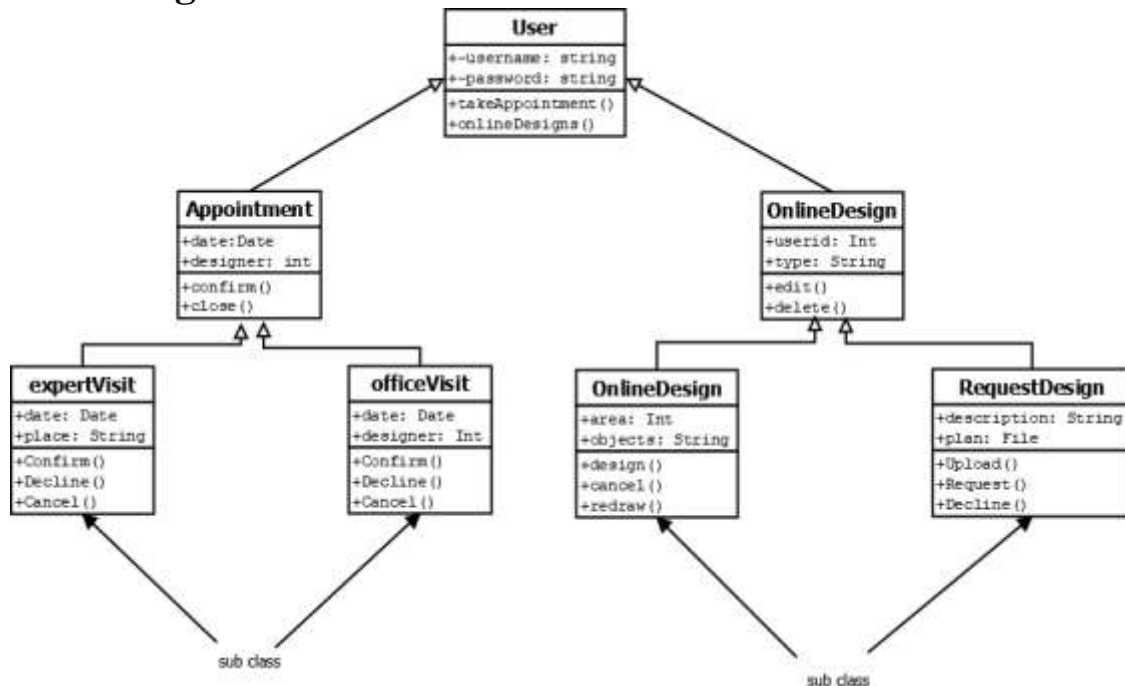 User
+-username: string
+-password: string
+takeAppointment()
+onlineDesigns()
Appointment
+date:Date
+designer: int
+confirm()
+close()
OnlineDesign
+userid: Int
+type: String
+edit()
+delete()
expertVisit
+date: Date
+place: String
+Confirm()
+Decline()
+Cancel()
officeVisit
+date: Date
+designer: Int
+Confirm()
+Decline()
+Cancel()
OnlineDesign
+area: Int
+objects: String
+design()
+cancel()
+redraw()
RequestDesign
+description: String
+plan: File
+Upload()
+Request()
+Decline()
sub class
sub class